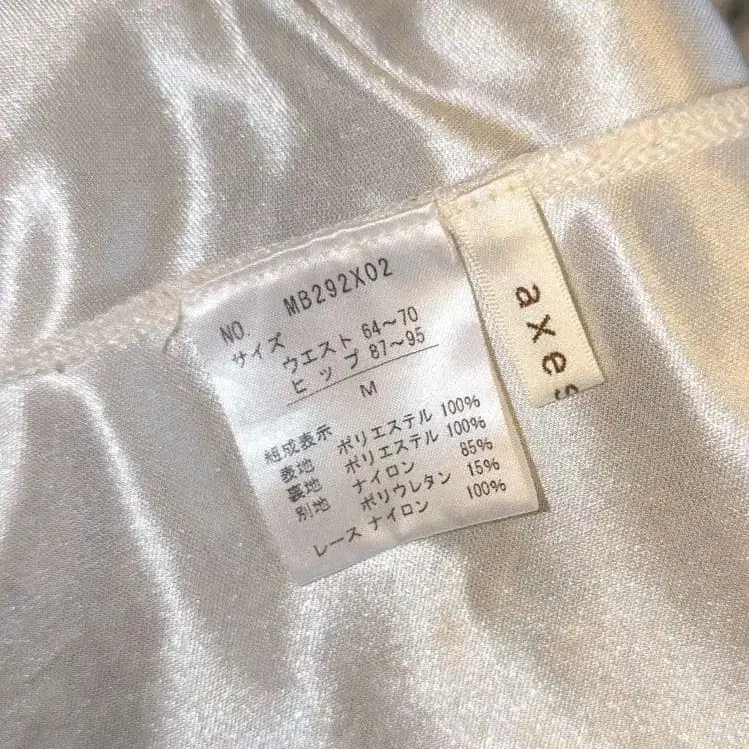 NO. MB292X02
サイズ
ウエスト 64〜70
ヒップ 87〜95
M
組成表示
表地 ポリエステル 100%
裏地 ポリエステル 100%
別地 ナイロン 85%
ポリウレタン 15%
レース ナイロン 100%
axes